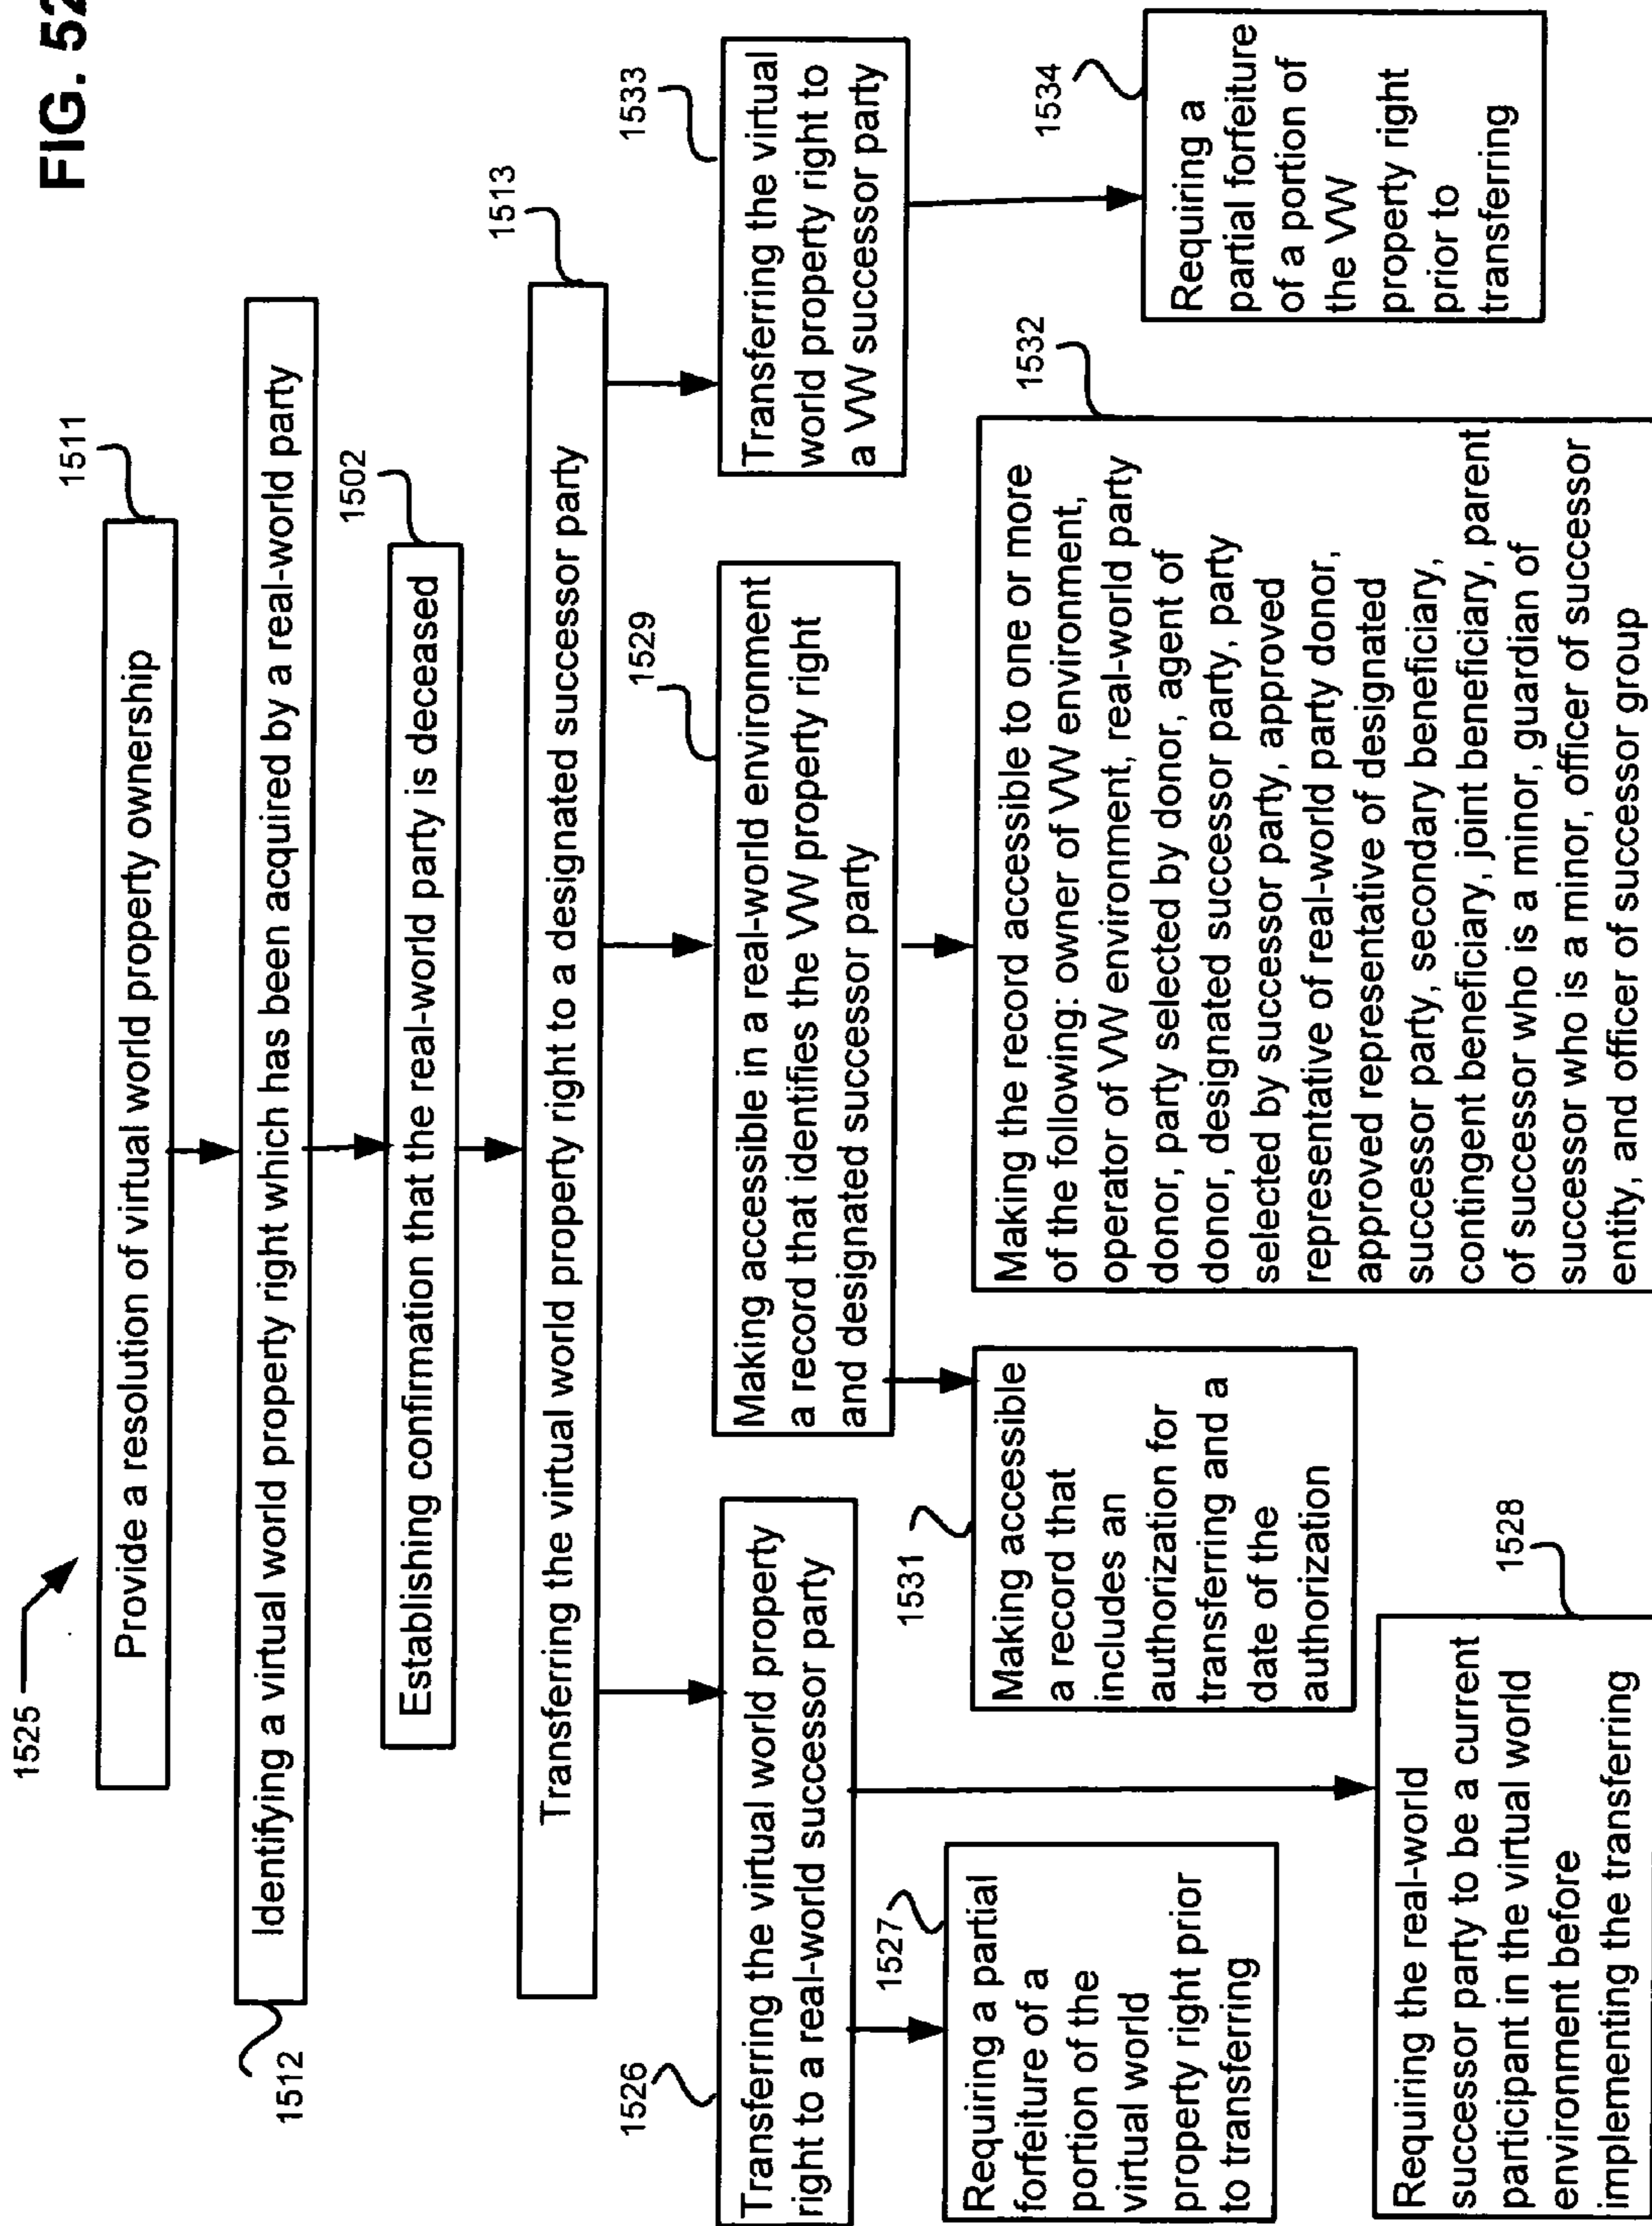 FIG. 52
1525
1511
Provide a resolution of virtual world property ownership
1512
Identifying a virtual world property right which has been acquired by a real-world party
1502
Establishing confirmation that the real-world party is deceased
1513
Transferring the virtual world property right to a designated successor party
1526
Transferring the virtual world property
right to a real-world successor party
1529
Making accessible in a real-world environment
a record that identifies the VW property right
and designated successor party
1533
Transferring the virtual
world property right to
a VW successor party
1527
Requiring a partial
forfeiture of a
portion of the
virtual world
property right prior
to transferring
1531
Making accessible
a record that
includes an
authorization for
transferring and a
date of the
authorization
1532
Making the record accessible to one or more
of the following: owner of VW environment,
operator of VW environment, real-world party
donor, party selected by donor, agent of
donor, designated successor party, party
selected by successor party, approved
representative of real-world party donor,
approved representative of designated
successor party, secondary beneficiary,
contingent beneficiary, joint beneficiary, parent
of successor who is a minor, guardian of
successor who is a minor, officer of successor
entity, and officer of successor group
1534
Requiring a
partial forfeiture
of a portion of
the VW
property right
prior to
transferring
1528
Requiring the real-world
successor party to be a current
participant in the virtual world
environment before
implementing the transferring